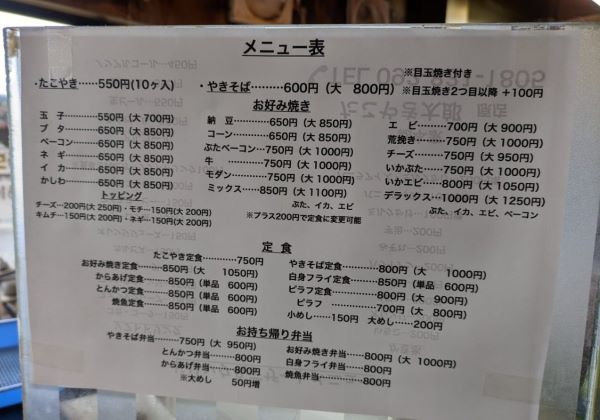 メニュー表
・たこやき……550円(10ヶ入)
・やきそば………600円(大 800円)
※目玉焼き付き
※目玉焼き2つ目以降 +100円
お好み焼き
玉子………………550円(大 700円)
ブタ………………650円(大 850円)
ベーコン…………650円(大 850円)
ネギ………………650円(大 850円)
イカ………………650円(大 850円)
かしわ……………650円(大 850円)
納豆………………650円(大 850円)
コーン……………650円(大 850円)
ぶたベーコン……750円(大 1000円)
牛…………………750円(大 1000円)
モダン……………750円(大 1000円)
ミックス…………850円(大 1100円)
ぶた、イカ、エビ
※プラス200円で定食に変更可能
エビ………………700円(大 900円)
荒挽き……………750円(大 1000円)
チーズ……………750円(大 950円)
いかぶた…………750円(大 1000円)
いかエビ…………800円(大 1050円)
デラックス………1000円(大 1250円)
ぶた、イカ、エビ、ベーコン
トッピング
チーズ…200円(大 250円)・モチ…150円(大 200円)
キムチ…150円(大 200円)・ネギ…150円(大 200円)
定食
たこやき定食…………750円
お好み焼き定食………850円(大 1050円)
からあげ定食…………850円(単品 600円)
とんかつ定食…………850円(単品 600円)
焼魚定食………………850円(単品 600円)
やきそば定食…………800円(大 1000円)
白身フライ定食………850円(単品 600円)
ピラフ定食……………800円(大 900円)
ピラフ…………………700円(大 800円)
小めし……150円 大めし……200円
お持ち帰り弁当
やきそば弁当…………750円(大 950円)
とんかつ弁当…………800円
からあげ弁当…………800円
※大めし 50円増
お好み焼き弁当………800円(大 1000円)
白身フライ弁当………800円
焼魚弁当………………800円